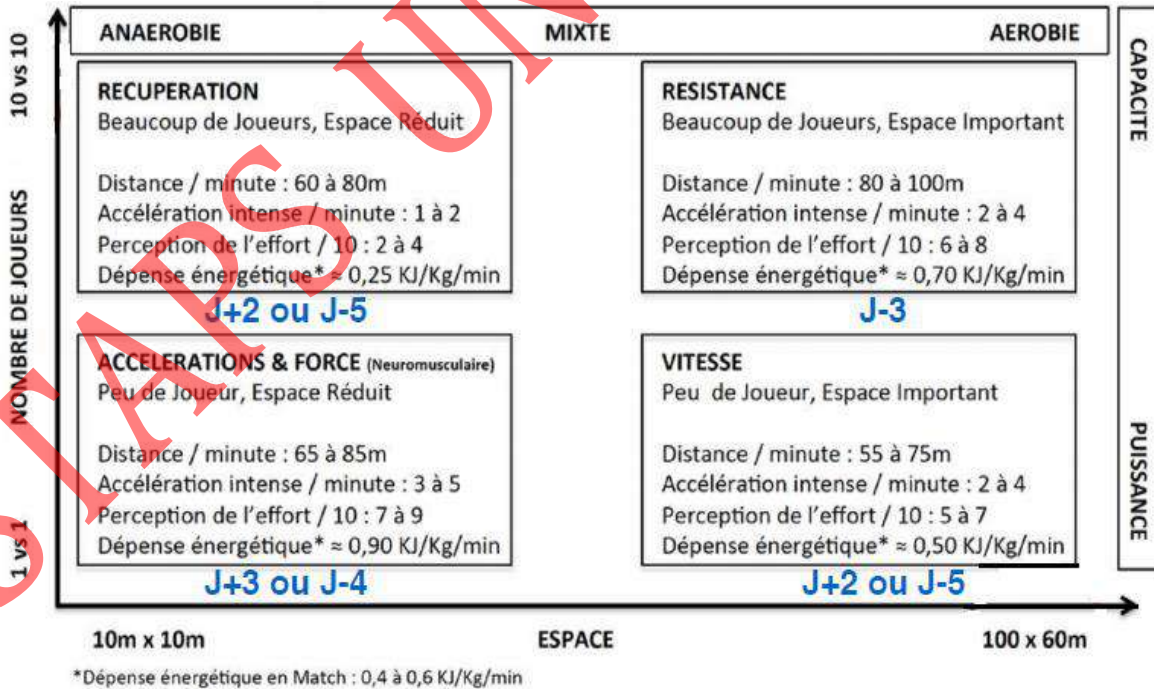 ANAEROBIE MIXTE AEROBIE
CAPACITE
PUISSANCE
10 vs 10
NOMBRE DE JOUEURS
1 vs 1
RECUPERATION
Beaucoup de Joueurs, Espace Réduit
Distance / minute : 60 à 80m
Accélération intense / minute : 1 à 2
Perception de l'effort / 10 : 2 à 4
Dépense énergétique* ≈ 0,25 KJ/Kg/min
J+2 ou J-5
RESISTANCE
Beaucoup de Joueurs, Espace Important
Distance / minute : 80 à 100m
Accélération intense / minute : 2 à 4
Perception de l'effort / 10 : 6 à 8
Dépense énergétique* ≈ 0,70 KJ/Kg/min
J-3
ACCELERATIONS & FORCE (Neuromusculaire)
Peu de Joueur, Espace Réduit
Distance / minute : 65 à 85m
Accélération intense / minute : 3 à 5
Perception de l'effort / 10 : 7 à 9
Dépense énergétique* ≈ 0,90 KJ/Kg/min
J+3 ou J-4
VITESSE
Peu de Joueur, Espace Important
Distance / minute : 55 à 75m
Accélération intense / minute : 2 à 4
Perception de l'effort / 10 : 5 à 7
Dépense énergétique* ≈ 0,50 KJ/Kg/min
J+2 ou J-5
10m x 10m ESPACE 100 x 60m
*Dépense énergétique en Match : 0,4 à 0,6 KJ/Kg/min
STAPS UN